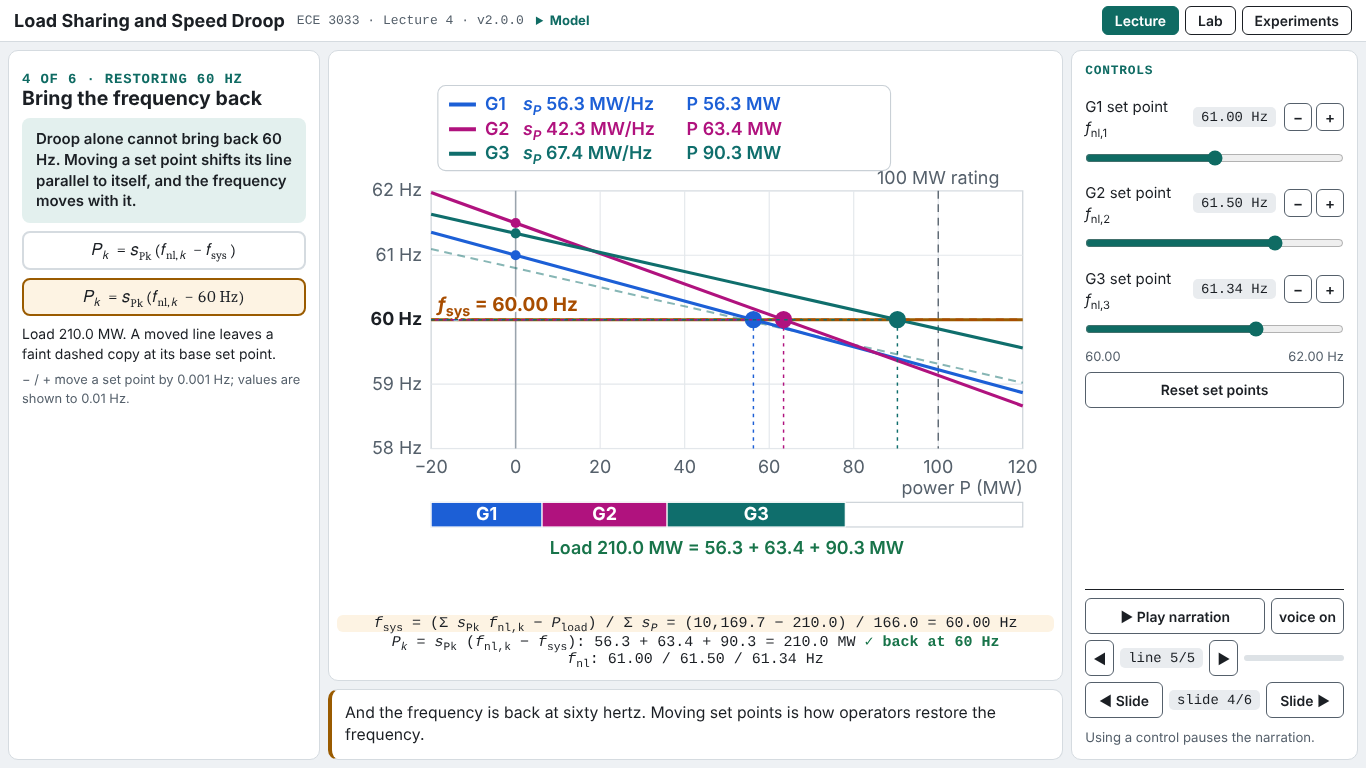 Load Sharing and Speed Droop ECE 3033 · Lecture 4 · v2.0.0 ▶ Model
Lecture Lab Experiments
4 OF 6 · RESTORING 60 HZ
Bring the frequency back
Droop alone cannot bring back 60
Hz. Moving a set point shifts its line
parallel to itself, and the frequency
moves with it.
Pk = sPk (fnl,k − fsys )
Pk = sPk (fnl,k − 60 Hz)
Load 210.0 MW. A moved line leaves a
faint dashed copy at its base set point.
− / + move a set point by 0.001 Hz; values are
shown to 0.01 Hz.
G1 sP 56.3 MW/Hz P 56.3 MW
G2 sP 42.3 MW/Hz P 63.4 MW
G3 sP 67.4 MW/Hz P 90.3 MW
100 MW rating
62 Hz
61 Hz
fsys = 60.00 Hz
60 Hz
59 Hz
58 Hz
−20 0 20 40 60 80 100 120
power P (MW)
G1 G2 G3
Load 210.0 MW = 56.3 + 63.4 + 90.3 MW
fsys = (Σ sPk fnl,k − Pload) / Σ sP = (10,169.7 − 210.0) / 166.0 = 60.00 Hz
Pk = sPk (fnl,k − fsys): 56.3 + 63.4 + 90.3 = 210.0 MW ✓ back at 60 Hz
fnl: 61.00 / 61.50 / 61.34 Hz
And the frequency is back at sixty hertz. Moving set points is how operators restore the
frequency.
CONTROLS
G1 set point
fnl,1 61.00 Hz − +
G2 set point
fnl,2 61.50 Hz − +
G3 set point
fnl,3 61.34 Hz − +
60.00 62.00 Hz
Reset set points
▶ Play narration voice on
◀ line 5/5 ▶
◀ Slide slide 4/6 Slide ▶
Using a control pauses the narration.